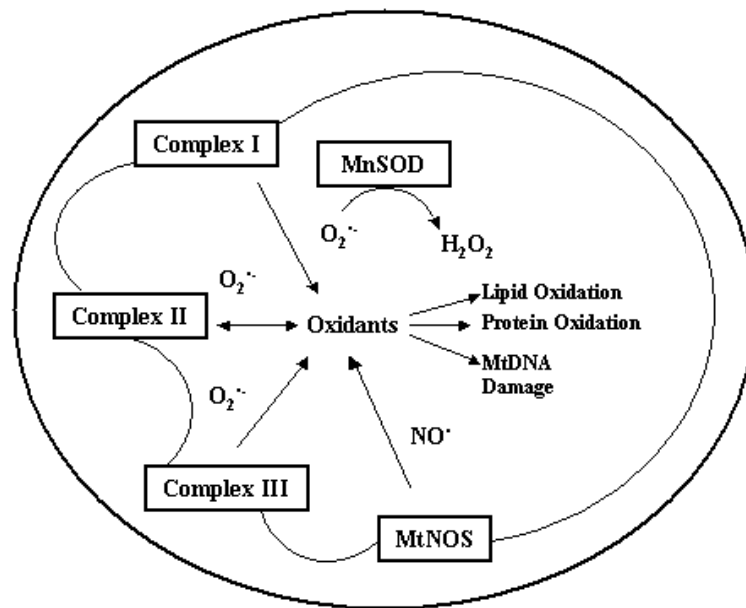 Complex I
MnSOD
O₂˙⁻
H₂O₂
O₂˙⁻
Lipid Oxidation
Complex II
Oxidants
Protein Oxidation
MtDNA
Damage
O₂˙⁻
NO˙
Complex III
MtNOS